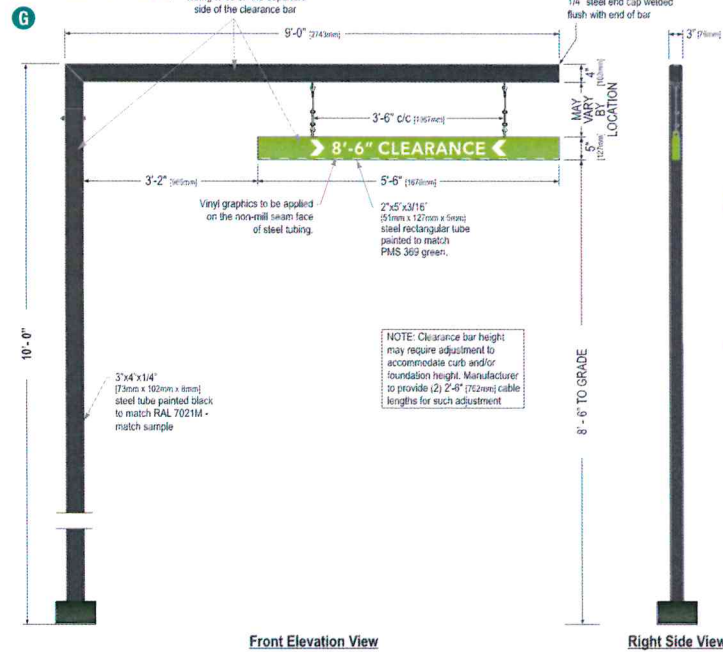 G
side of the clearance bar
1/4" steel end cap welded
flush with end of bar
9'-0" [2743mm]
3" [76mm]
4"
[102mm]
MAY
VARY
BY
LOCATION
3'-6" c/c [1067mm]
8'-6" CLEARANCE
5"
[127mm]
3'-2" [965mm]
5'-6" [1676mm]
Vinyl graphics to be applied
on the non-mill seam face
of steel tubing.
2"x5"x3/16"
[51mm x 127mm x 5mm]
steel rectangular tube
painted to match
PMS 369 green.
10'- 0"
NOTE: Clearance bar height
may require adjustment to
accommodate curb and/or
foundation height. Manufacturer
to provide (2) 2'-6" [762mm] cable
lengths for such adjustment
8' - 6" TO GRADE
3"x4"x1/4"
[73mm x 102mm x 8mm]
steel tube painted black
to match RAL 7021M -
match sample
Front Elevation View
Right Side View